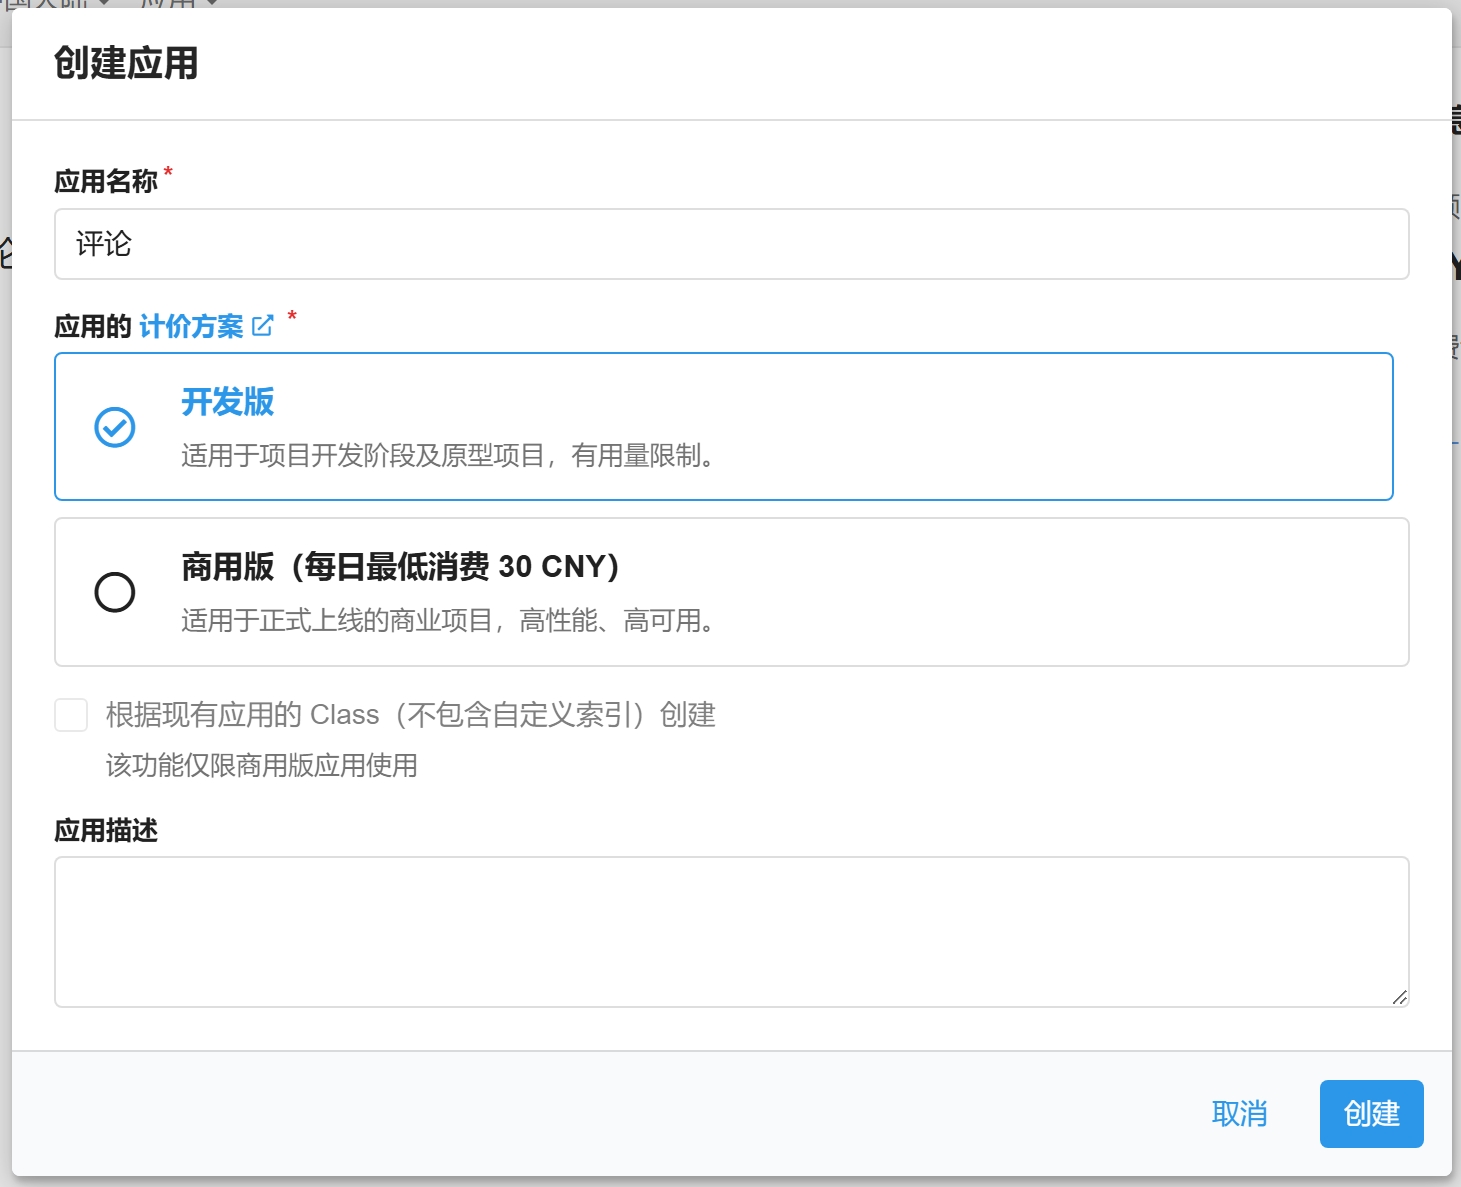 创建应用
应用名称*
评论
应用的 计价方案 *
开发版
适用于项目开发阶段及原型项目，有用量限制。
商用版（每日最低消费 30 CNY）
适用于正式上线的商业项目，高性能、高可用。
根据现有应用的 Class（不包含自定义索引）创建
该功能仅限商用版应用使用
应用描述
取消
创建